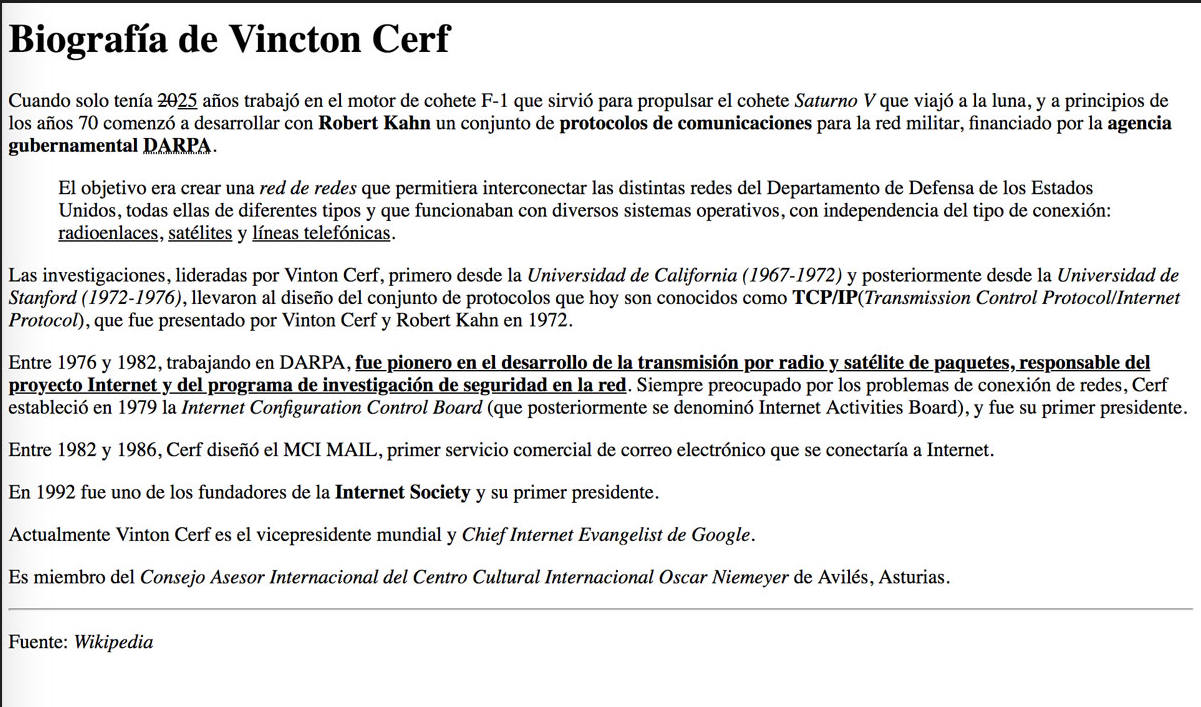 Biografía de Vincton Cerf
Cuando solo tenía 2025 años trabajó en el motor de cohete F-1 que sirvió para propulsar el cohete Saturno V que viajó a la luna, y a principios de
los años 70 comenzó a desarrollar con Robert Kahn un conjunto de protocolos de comunicaciones para la red militar, financiado por la agencia
gubernamental DARPA.
El objetivo era crear una red de redes que permitiera interconectar las distintas redes del Departamento de Defensa de los Estados
Unidos, todas ellas de diferentes tipos y que funcionaban con diversos sistemas operativos, con independencia del tipo de conexión:
radioenlaces, satélites y líneas telefónicas.
Las investigaciones, lideradas por Vinton Cerf, primero desde la Universidad de California (1967-1972) y posteriormente desde la Universidad de
Stanford (1972-1976), llevaron al diseño del conjunto de protocolos que hoy son conocidos como TCP/IP(Transmission Control Protocol/Internet
Protocol), que fue presentado por Vinton Cerf y Robert Kahn en 1972.
Entre 1976 y 1982, trabajando en DARPA, fue pionero en el desarrollo de la transmisión por radio y satélite de paquetes, responsable del
proyecto Internet y del programa de investigación de seguridad en la red. Siempre preocupado por los problemas de conexión de redes, Cerf
estableció en 1979 la Internet Configuration Control Board (que posteriormente se denominó Internet Activities Board), y fue su primer presidente.
Entre 1982 y 1986, Cerf diseñó el MCI MAIL, primer servicio comercial de correo electrónico que se conectaría a Internet.
En 1992 fue uno de los fundadores de la Internet Society y su primer presidente.
Actualmente Vinton Cerf es el vicepresidente mundial y Chief Internet Evangelist de Google.
Es miembro del Consejo Asesor Internacional del Centro Cultural Internacional Oscar Niemeyer de Avilés, Asturias.
Fuente: Wikipedia